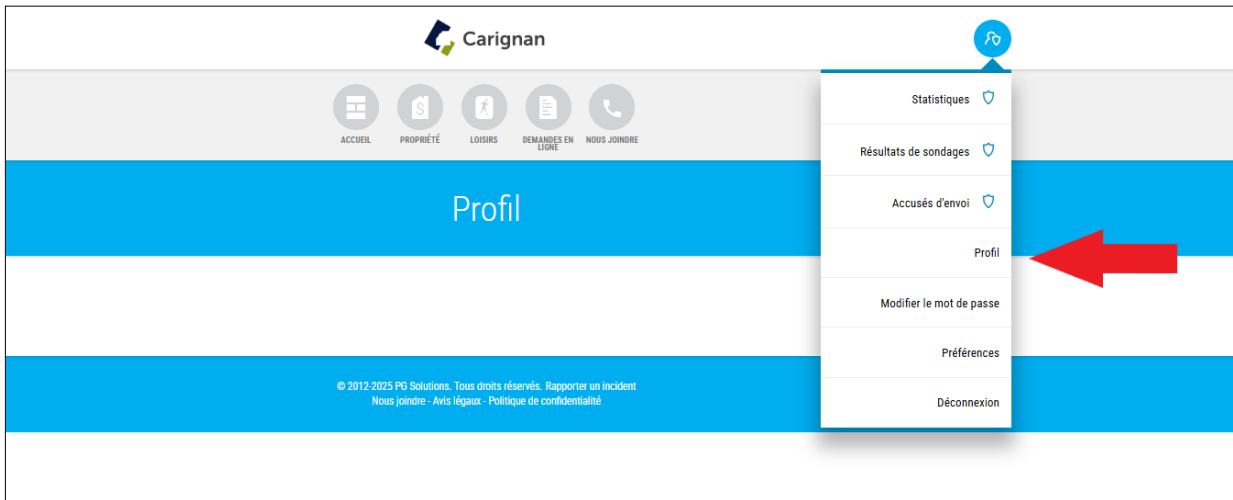 Carignan
ACCUEIL
PROPRIÉTÉ
LOISIRS
DEMANDES EN
LIGNE
NOUS JOINDRE
Profil
Statistiques
Résultats de sondages
Accusés d'envoi
Profil
Modifier le mot de passe
Préférences
Déconnexion
© 2012-2025 PG Solutions. Tous droits réservés. Rapporter un incident
Nous joindre - Avis légaux - Politique de confidentialité